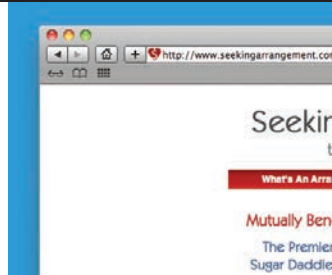 http://www.seekingarrangement.com
Seekin
t
What's An Arra
Mutually Ben
The Premier
Sugar Daddie